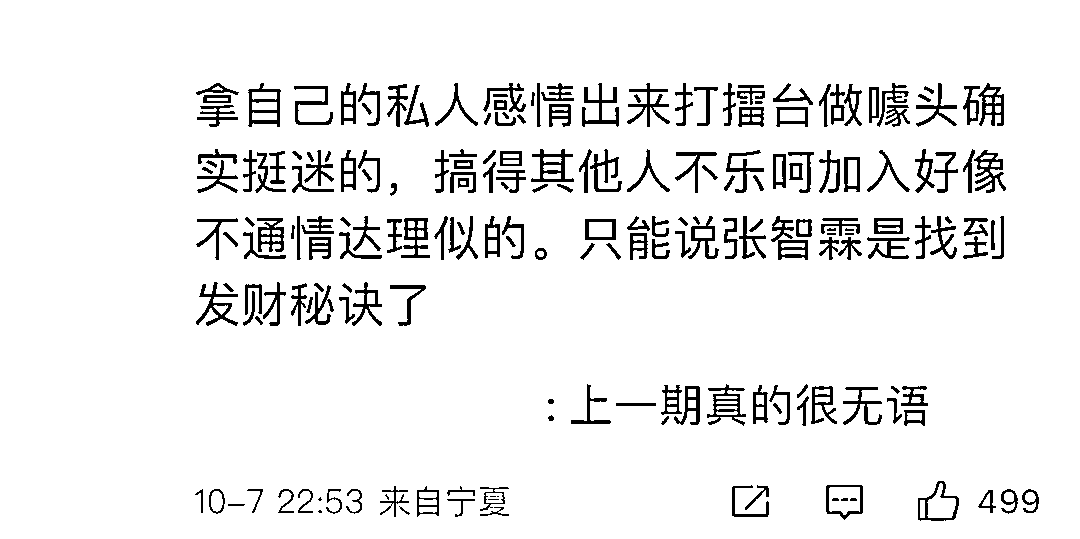 拿自己的私人感情出来打擂台做噱头确
实挺迷的，搞得其他人不乐呵加入好像
不通情达理似的。只能说张智霖是找到
发财秘诀了
：上一期真的很无语
10-7 22:53 来自宁夏 499